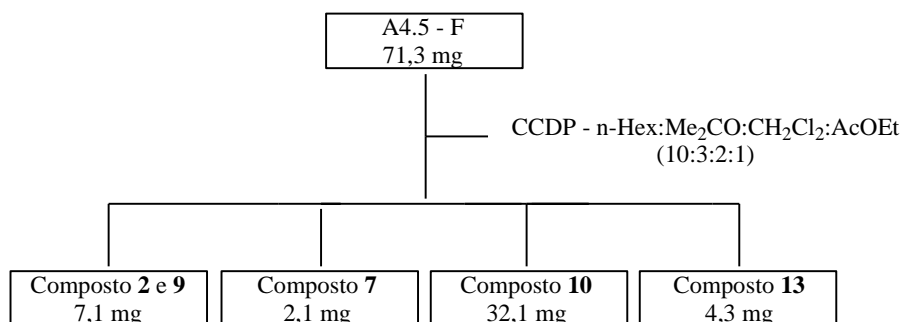 A4.5 - F
71,3 mg
CCDP - n-Hex:Me₂CO:CH₂Cl₂:AcOEt
(10:3:2:1)
Composto 2 e 9
7,1 mg
Composto 7
2,1 mg
Composto 10
32,1 mg
Composto 13
4,3 mg